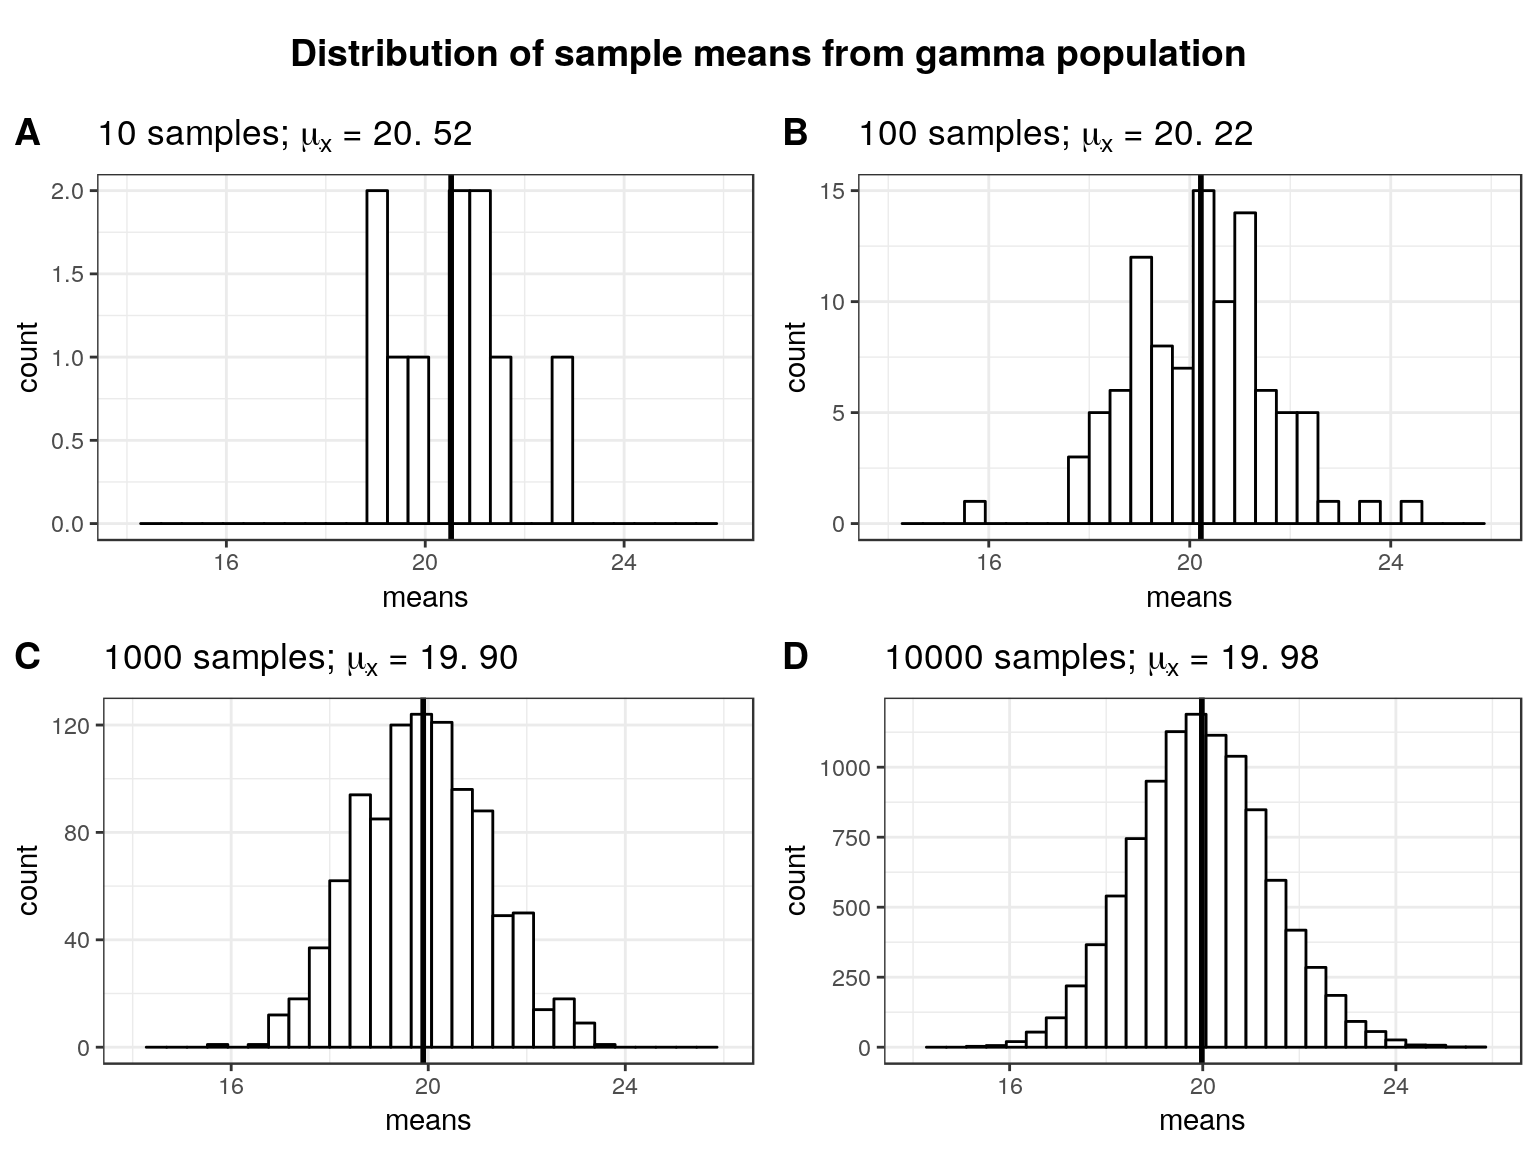 Distribution of sample means from gamma population
A 10 samples; μx = 20. 52
count
2.0
1.5
1.0
0.5
0.0
16 20 24
means
B 100 samples; μx = 20. 22
count
15
10
5
0
16 20 24
means
C 1000 samples; μx = 19. 90
count
120
80
40
0
16 20 24
means
D 10000 samples; μx = 19. 98
count
1000
750
500
250
0
16 20 24
means